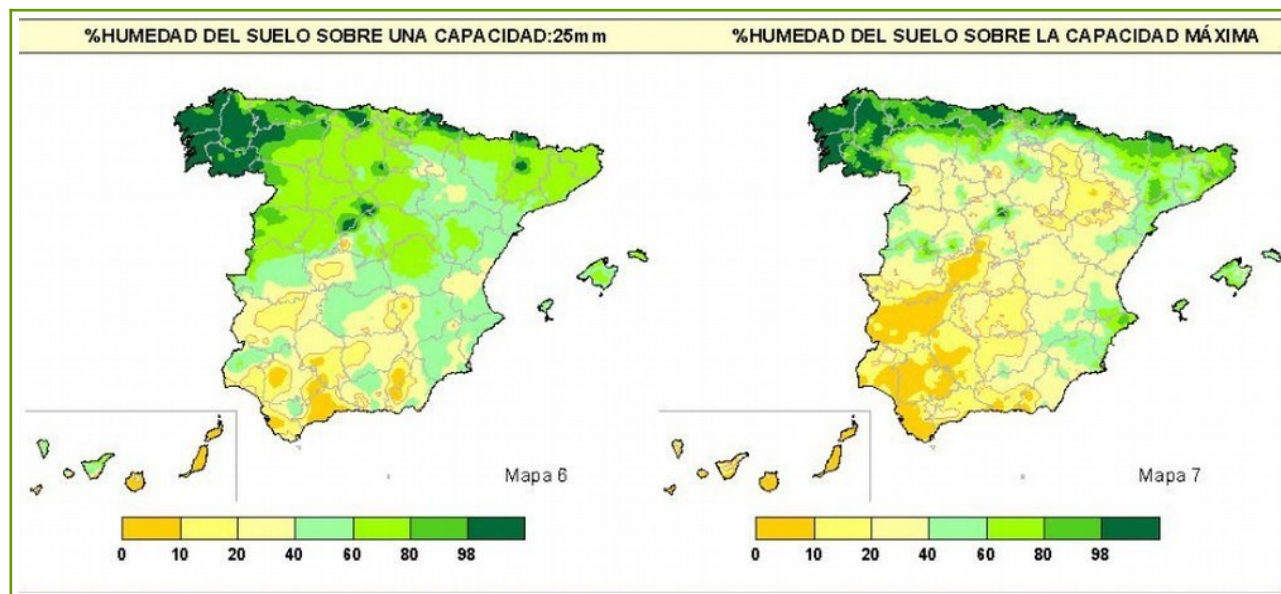 %HUMEDAD DEL SUELO SOBRE UNA CAPACIDAD:25mm
Mapa 6
0 10 20 40 60 80 98
%HUMEDAD DEL SUELO SOBRE LA CAPACIDAD MÁXIMA
Mapa 7
0 10 20 40 60 80 98